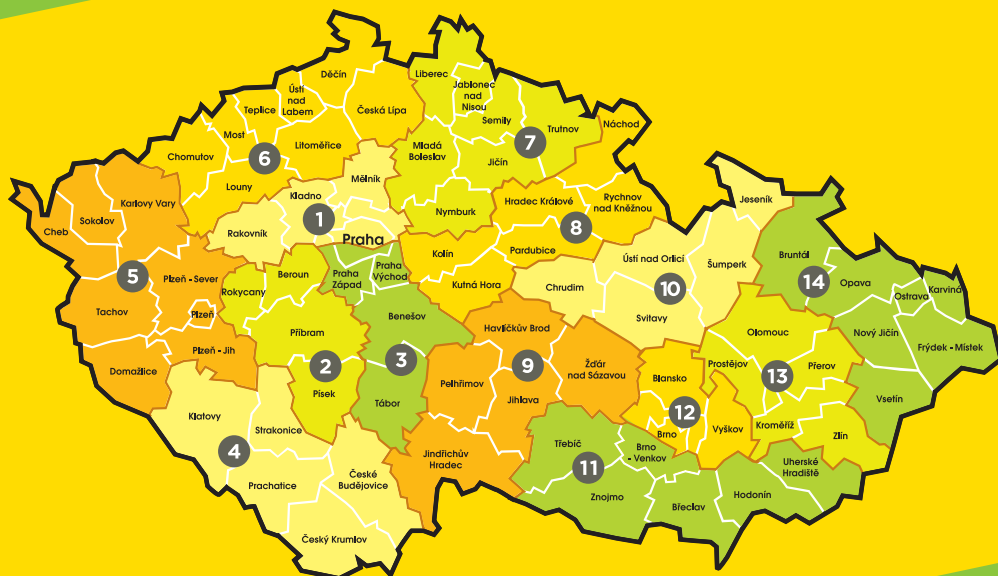 Děčín
Liberec
Ústí
nad
Labem
Jablonec
nad
Nisou
Teplice
Česká Lípa
Semily
Náchod
Trutnov
Most
Litoměřice
Mladá
Boleslav
7
Chomutov
6
Jičín
Mělník
Louny
Kladno
Karlovy Vary
Hradec Králové
Rychnov
nad Kněžnou
Jeseník
Nymburk
Sokolov
1
8
Cheb
Rakovník
Praha
Pardubice
Kolín
Bruntál
Ústí nad Orlicí
Šumperk
5
Plzeň - Sever
Beroun
Praha
Západ
Praha
Východ
14
Opava
Rokycany
Kutná Hora
Chrudim
10
Ostrava
Karviná
Tachov
Plzeň
Benešov
Svitavy
Příbram
Havlíčkův Brod
Olomouc
Nový Jičín
Frýdek - Místek
Plzeň - Jih
3
9
Žďár
nad Sázavou
Prostějov
Přerov
Domažlice
2
Pelhřimov
Blansko
13
Písek
Jihlava
Vsetín
Klatovy
Tábor
12
Strakonice
Brno
Vyškov
Kroměříž
Zlín
4
Třebíč
Brno
- Venkov
Jindřichův
Hradec
11
Uherské
Hradiště
Prachatice
České
Budějovice
Znojmo
Hodonín
Břeclav
Český Krumlov